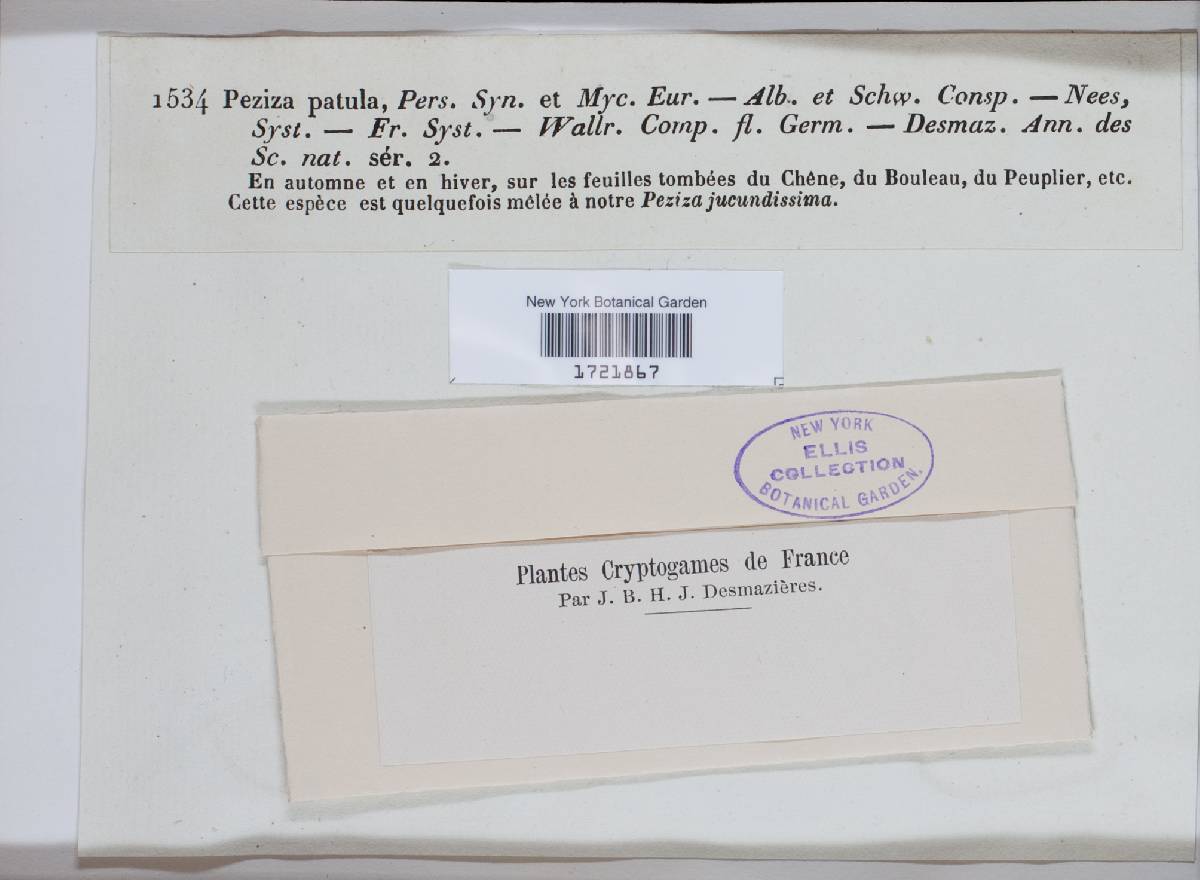 1534 Peziza patula, Pers. Syn. et Myc. Eur. — Alb. et Schw. Consp. — Nees,
Syst. — Fr. Syst. — Wallr. Comp. fl. Germ. — Desmaz. Ann. des
Sc. nat. sér. 2.
En automne et en hiver, sur les feuilles tombées du Chêne, du Bouleau, du Peuplier, etc.
Cette espèce est quelquefois mêlée à notre Peziza jucundissima.
New York Botanical Garden
1721867
NEW YORK
ELLIS
COLLECTION
BOTANICAL GARDEN.
Plantes Cryptogames de France
Par J. B. H. J. Desmazières.